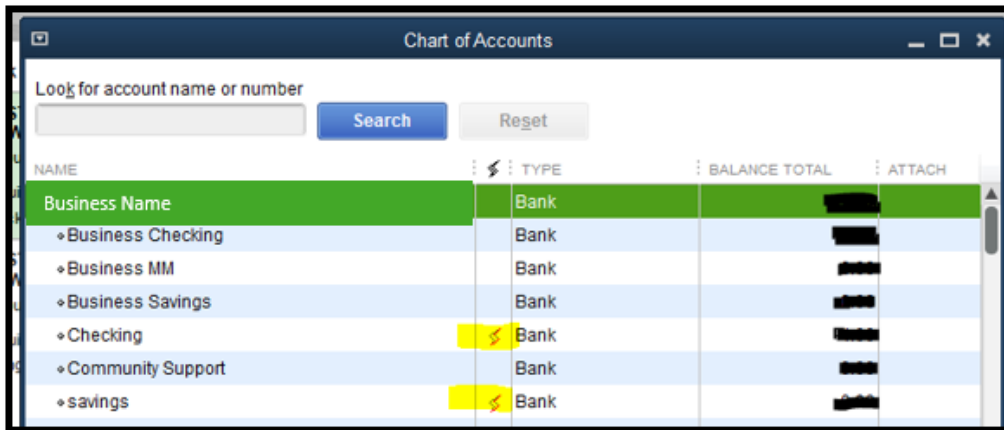 Chart of Accounts
Look for account name or number
Search Reset
NAME TYPE BALANCE TOTAL ATTACH
Business Name Bank
Business Checking Bank
Business MM Bank
Business Savings Bank
Checking Bank
Community Support Bank
savings Bank